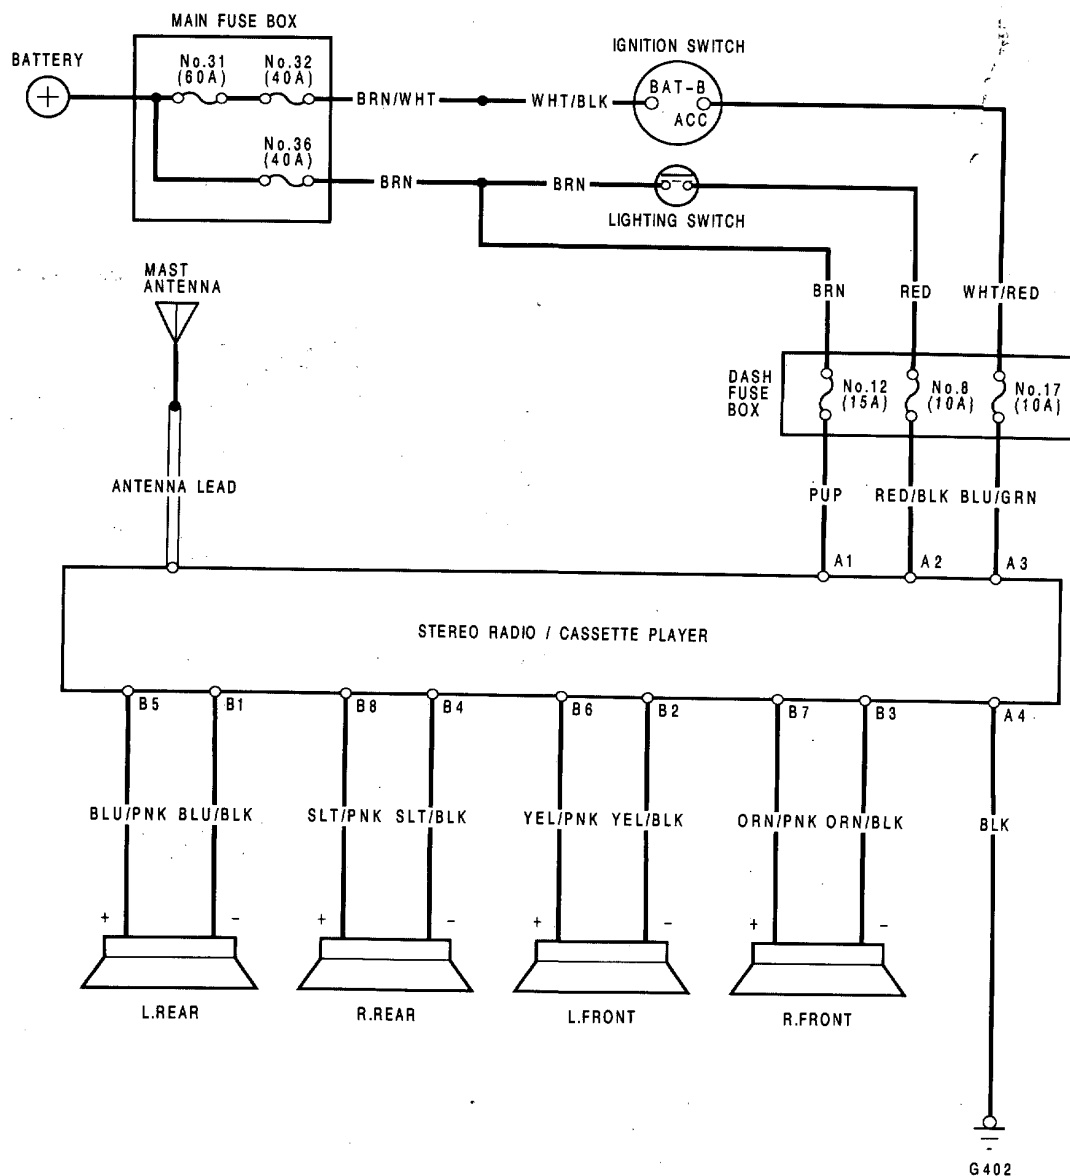 MAIN FUSE BOX
IGNITION SWITCH
BATTERY
No.31
(60A)
No.32
(40A)
BRN/WHT
WHT/BLK
BAT-B
ACC
No.36
(40A)
BRN
BRN
LIGHTING SWITCH
MAST
ANTENNA
BRN
RED
WHT/RED
DASH
FUSE
BOX
No.12
(15A)
No.8
(10A)
No.17
(10A)
ANTENNA LEAD
PUP
RED/BLK
BLU/GRN
A1
A2
A3
STEREO RADIO / CASSETTE PLAYER
B5
B1
B8
B4
B6
B2
B7
B3
A4
BLU/PNK
BLU/BLK
SLT/PNK
SLT/BLK
YEL/PNK
YEL/BLK
ORN/PNK
ORN/BLK
BLK
+ -
+ -
+ -
+ -
L.REAR
R.REAR
L.FRONT
R.FRONT
G402